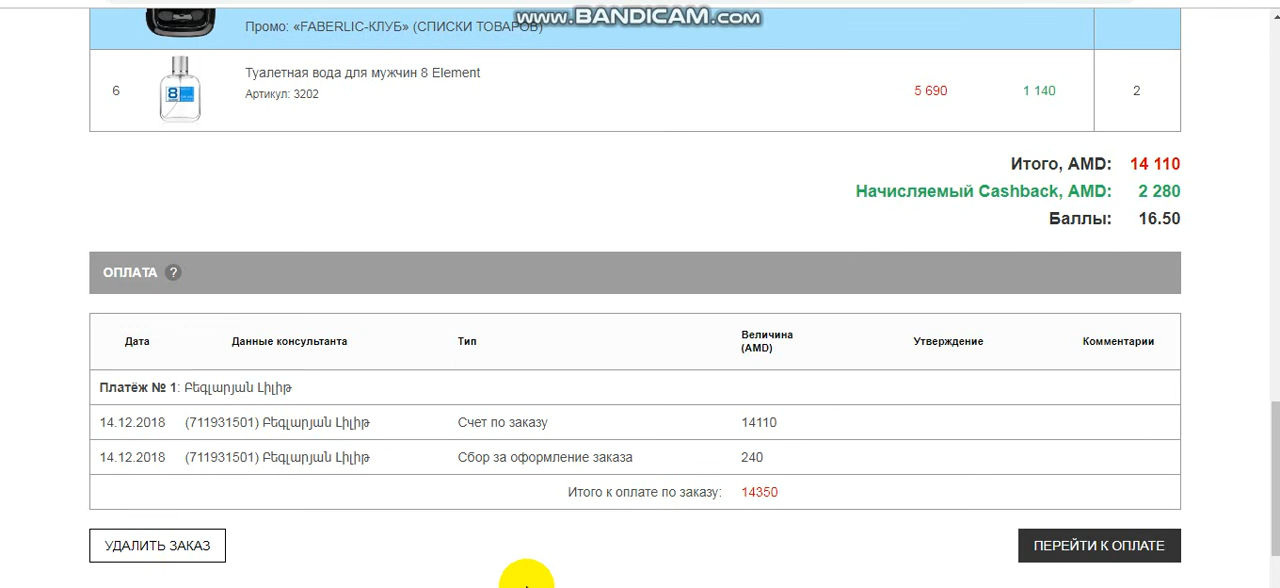 www.BANDICAM.com
Промо: «FABERLIC-КЛУБ» (СПИСКИ ТОВАРОВ)
6 8 Туалетная вода для мужчин 8 Element 5 690 1 140 2
Артикул: 3202
Итого, AMD: 14 110
Начисляемый Cashback, AMD: 2 280
Баллы: 16.50
ОПЛАТА ?
Дата Данные консультанта Тип Величина (AMD) Утверждение Комментарии
Платёж № 1: Բեգլարյան Լիլիթ
14.12.2018 (711931501) Բեգլարյան Լիլիթ Счет по заказу 14110
14.12.2018 (711931501) Բեգլարյան Լիլիթ Сбор за оформление заказа 240
Итого к оплате по заказу: 14350
УДАЛИТЬ ЗАКАЗ ПЕРЕЙТИ К ОПЛАТЕ